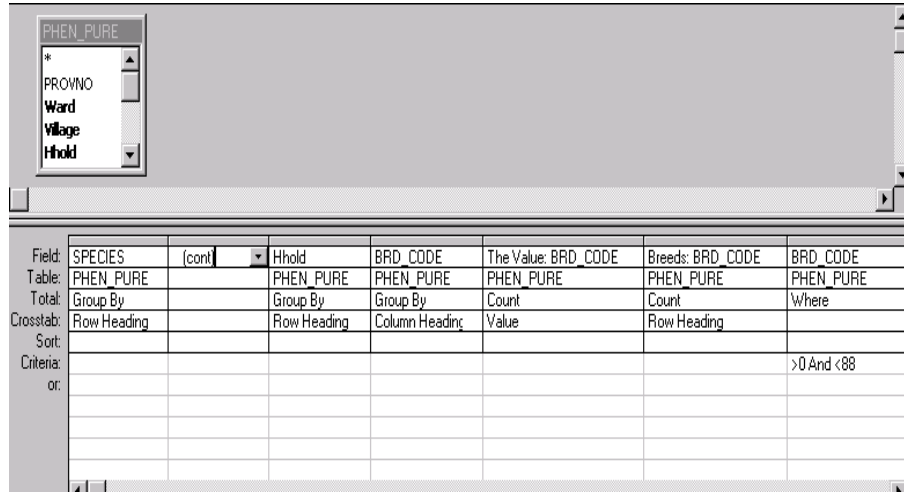 PHEN_PURE
*
PROVNO
Ward
Village
Hhold
Field: SPECIES (cont) Hhold BRD_CODE The Value: BRD_CODE Breeds: BRD_CODE BRD_CODE
Table: PHEN_PURE PHEN_PURE PHEN_PURE PHEN_PURE PHEN_PURE PHEN_PURE
Total: Group By Group By Group By Count Count Where
Crosstab: Row Heading Row Heading Column Heading Value Row Heading
Sort:
Criteria: >0 And <88
or: